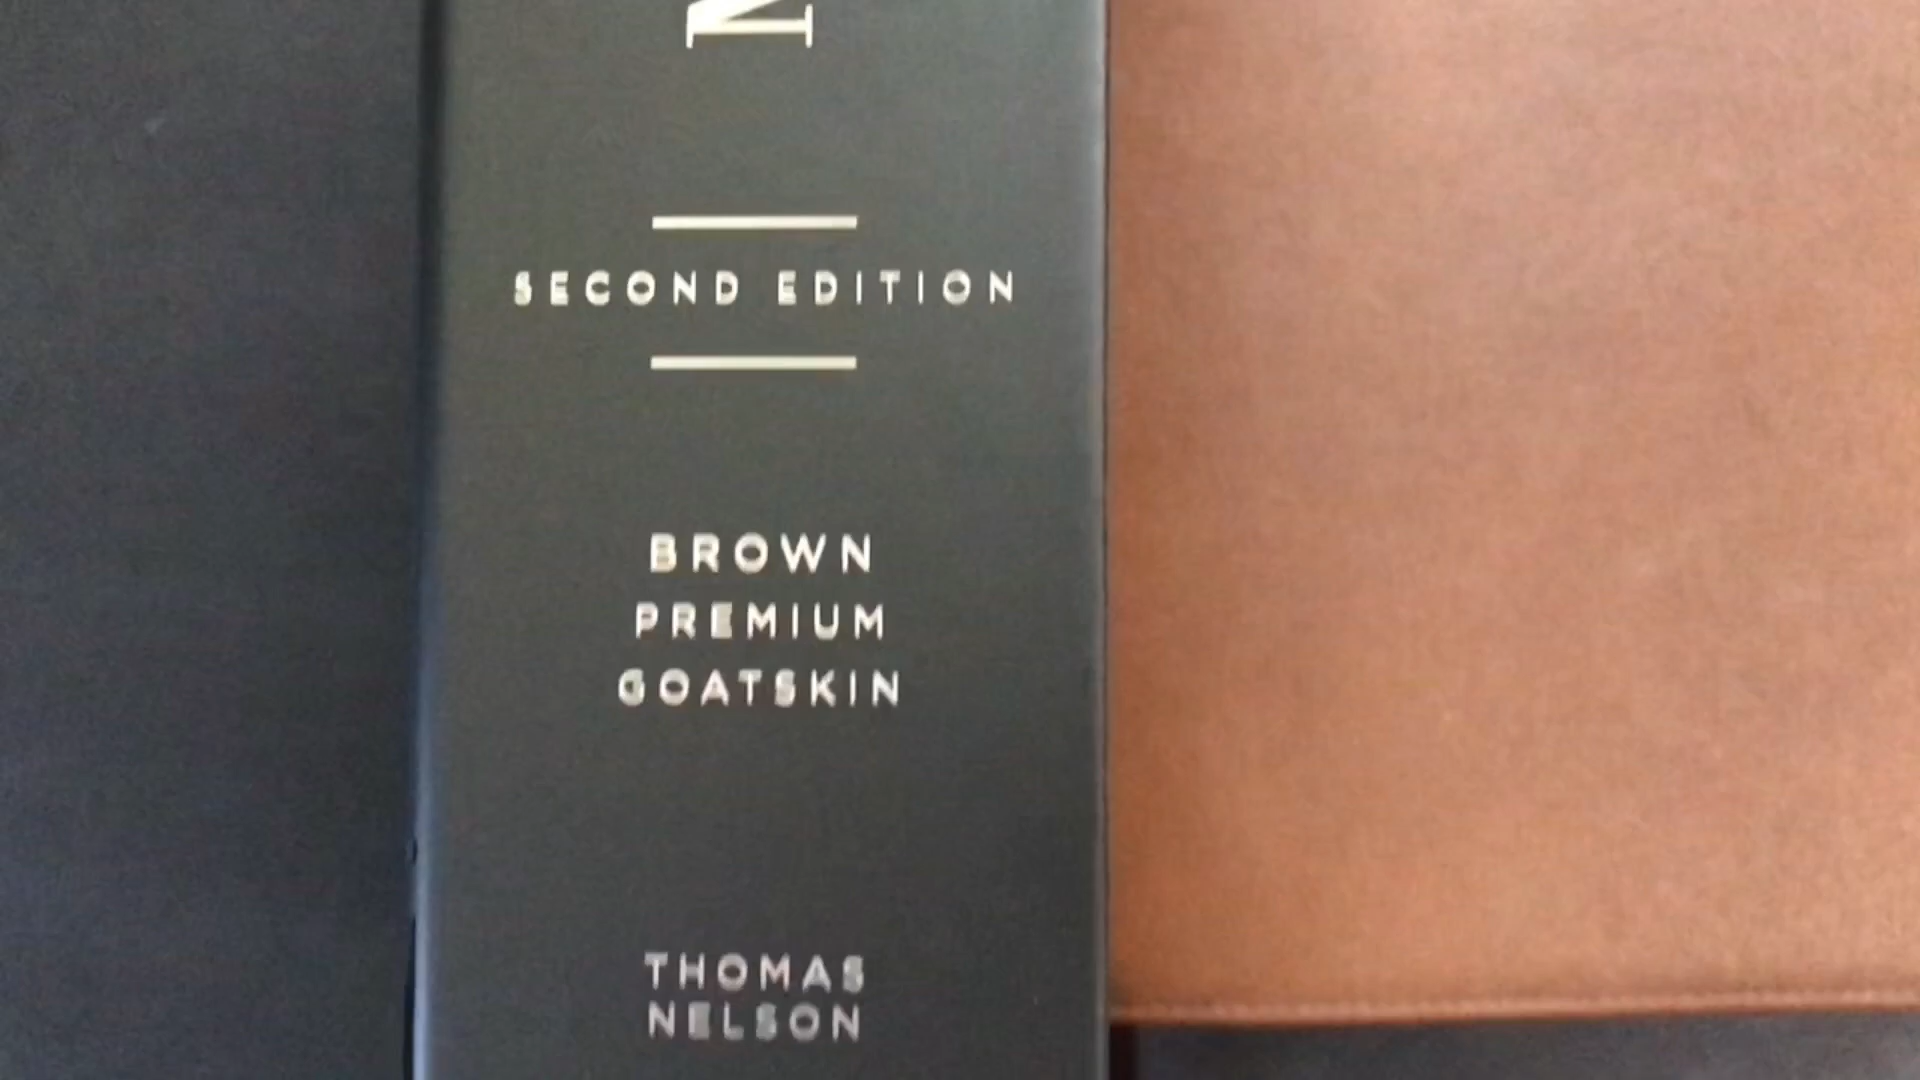 SECOND EDITION
BROWN
PREMIUM
GOATSKIN
THOMAS
NELSON